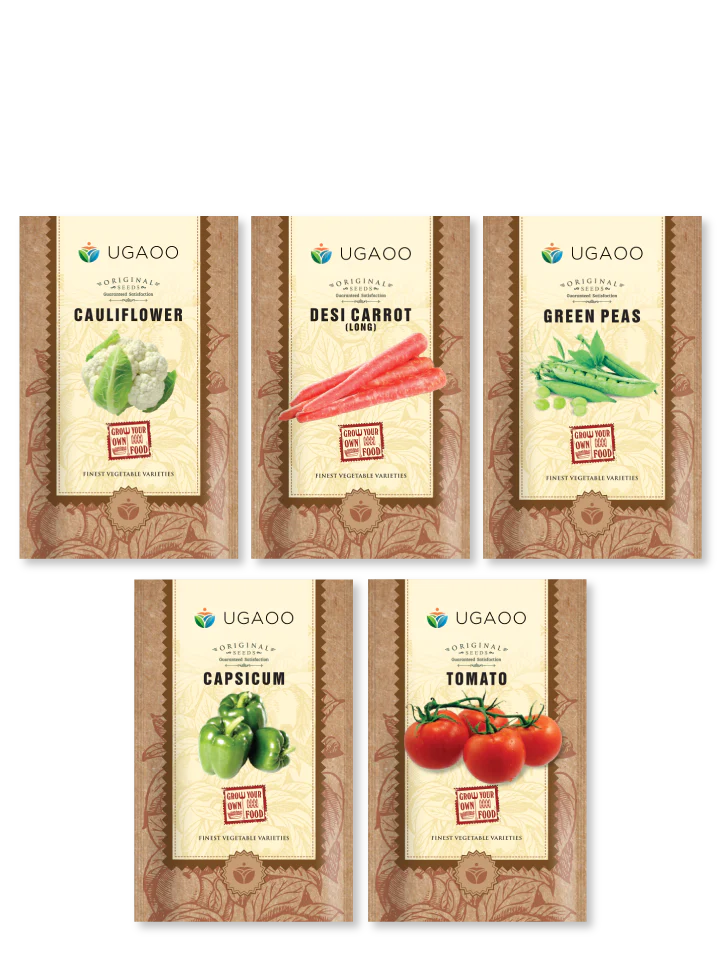 UGAOO
ORIGINAL
SEEDS
Guaranteed Satisfaction
CAULIFLOWER
GROW YOUR
OWN
FOOD
FINEST VEGETABLE VARIETIES
UGAOO
ORIGINAL
SEEDS
Guaranteed Satisfaction
DESI CARROT
(LONG)
GROW YOUR
OWN
FOOD
FINEST VEGETABLE VARIETIES
UGAOO
ORIGINAL
SEEDS
Guaranteed Satisfaction
GREEN PEAS
GROW YOUR
OWN
FOOD
FINEST VEGETABLE VARIETIES
UGAOO
ORIGINAL
SEEDS
Guaranteed Satisfaction
CAPSICUM
GROW YOUR
OWN
FOOD
FINEST VEGETABLE VARIETIES
UGAOO
ORIGINAL
SEEDS
Guaranteed Satisfaction
TOMATO
GROW YOUR
OWN
FOOD
FINEST VEGETABLE VARIETIES